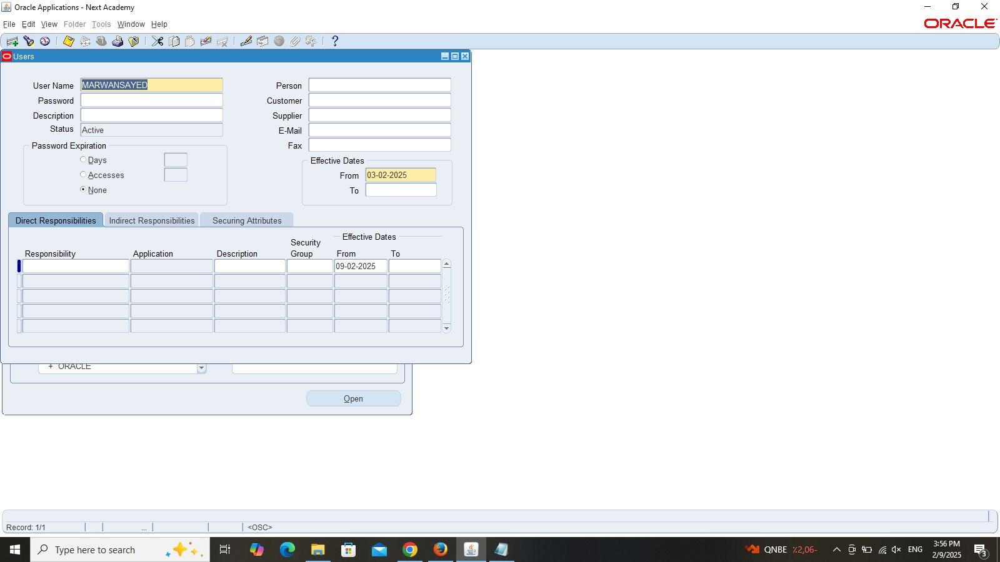 Oracle Applications - Next Academy
File Edit View Folder Tools Window Help
ORACLE
Users
User Name MARWANSAYED
Password
Description
Status Active
Password Expiration
Days
Accesses
None
Person
Customer
Supplier
E-Mail
Fax
Effective Dates
From 03-02-2025
To
Direct Responsibilities Indirect Responsibilities Securing Attributes
Effective Dates
Responsibility Application Description Security Group From To
09-02-2025
+ ORACLE
Open
Record: 1/1 ... <OSC>
Type here to search
QNBE ٪2,06-
ENG
3:56 PM
2/9/2025
3